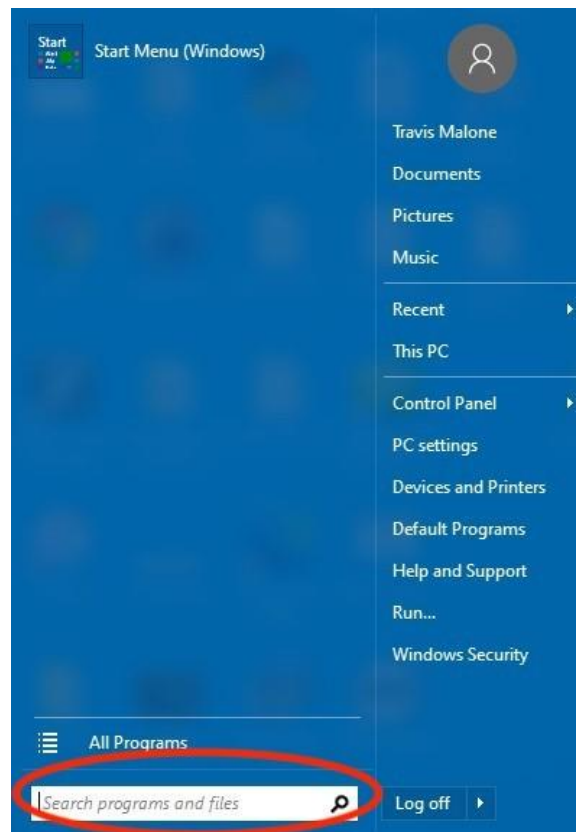 Start
Start Menu (Windows)
Travis Malone
Documents
Pictures
Music
Recent
This PC
Control Panel
PC settings
Devices and Printers
Default Programs
Help and Support
Run...
Windows Security
All Programs
Search programs and files
Log off